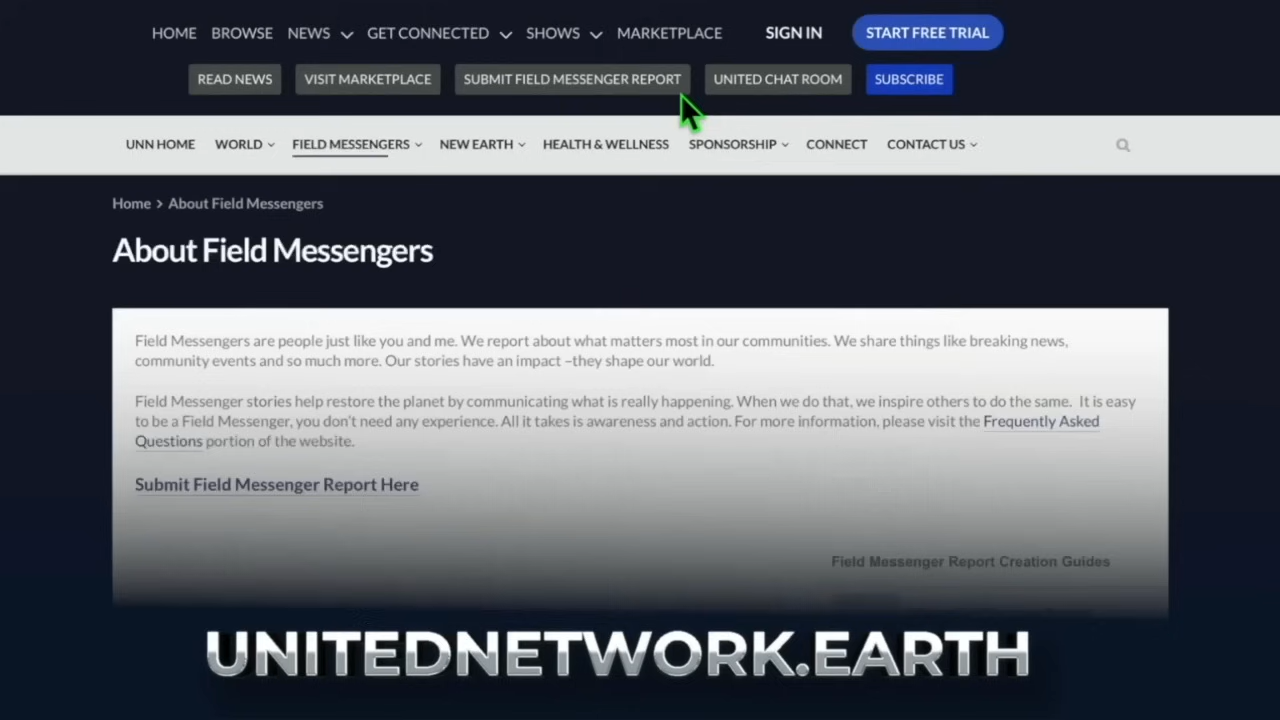 HOME BROWSE NEWS GET CONNECTED SHOWS MARKETPLACE SIGN IN START FREE TRIAL
READ NEWS VISIT MARKETPLACE SUBMIT FIELD MESSENGER REPORT UNITED CHAT ROOM SUBSCRIBE
UNN HOME WORLD FIELD MESSENGERS NEW EARTH HEALTH & WELLNESS SPONSORSHIP CONNECT CONTACT US
Home > About Field Messengers
About Field Messengers
Field Messengers are people just like you and me. We report about what matters most in our communities. We share things like breaking news,
community events and so much more. Our stories have an impact –they shape our world.
Field Messenger stories help restore the planet by communicating what is really happening. When we do that, we inspire others to do the same. It is easy
to be a Field Messenger, you don't need any experience. All it takes is awareness and action. For more information, please visit the Frequently Asked
Questions portion of the website.
Submit Field Messenger Report Here
Field Messenger Report Creation Guides
UNITEDNETWORK.EARTH